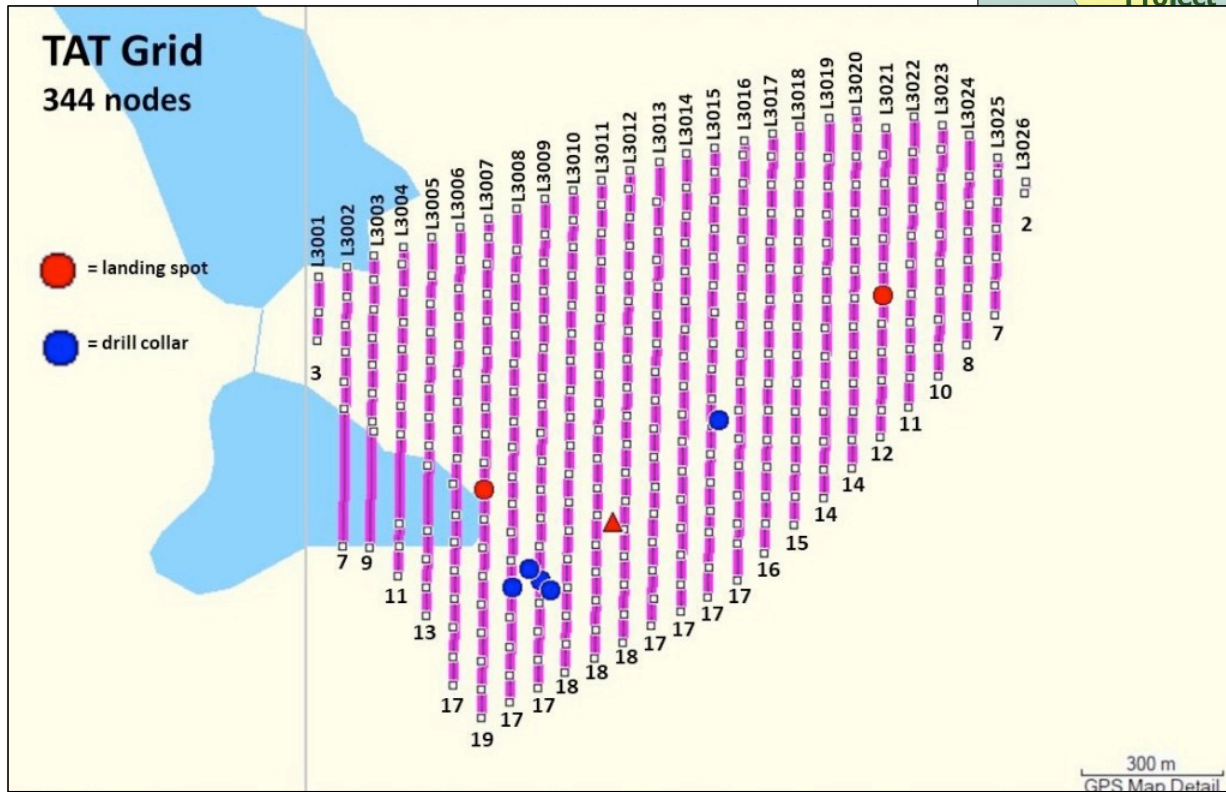 Project
TAT Grid
344 nodes
= landing spot
= drill collar
L3001
L3002
L3003
L3004
L3005
L3006
L3007
L3008
L3009
L3010
L3011
L3012
L3013
L3014
L3015
L3016
L3017
L3018
L3019
L3020
L3021
L3022
L3023
L3024
L3025
L3026
3
7
9
11
13
17
19
17
17
18
18
18
17
17
17
17
16
15
14
14
12
11
10
8
7
2
300 m
GPS Map Detail